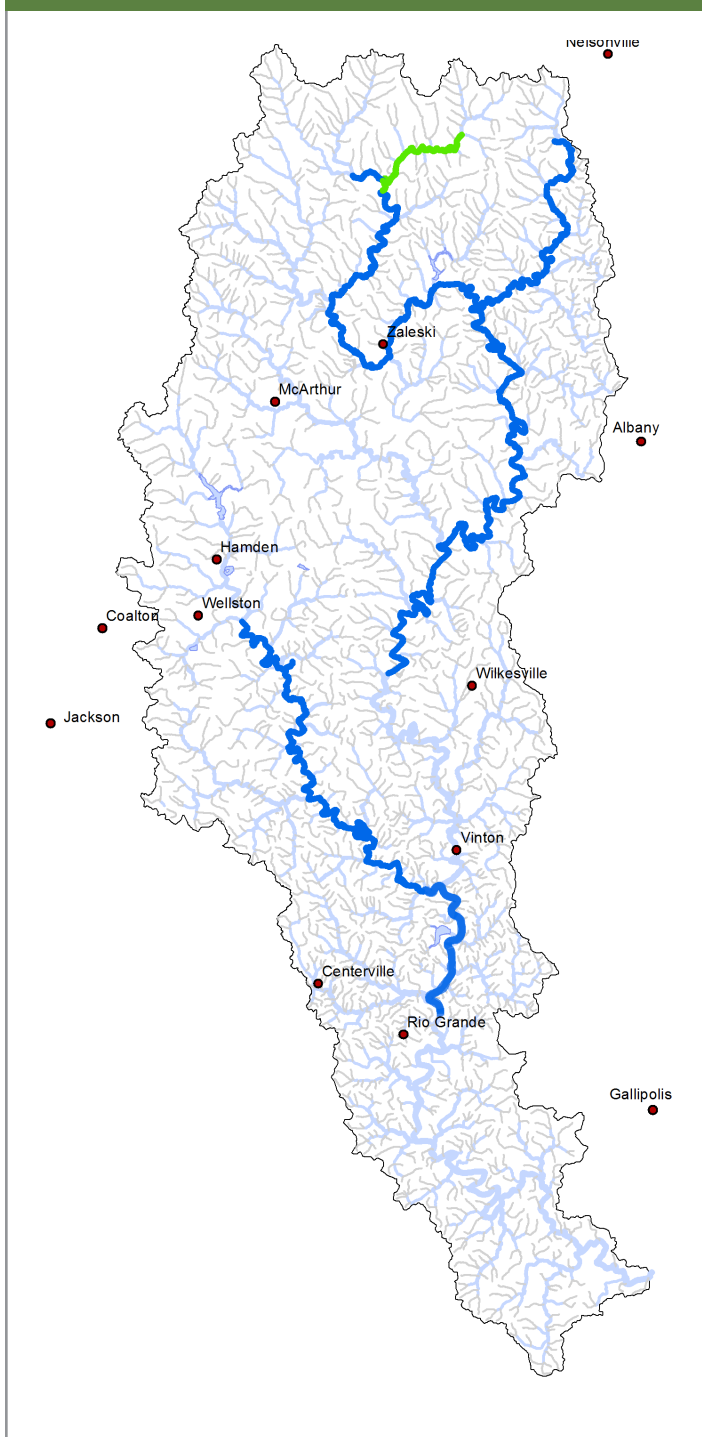 Nelsonville
Zaleski
McArthur
Albany
Hamden
Wellston
Coalton
Wilkesville
Jackson
Vinton
Centerville
Rio Grande
Gallipolis